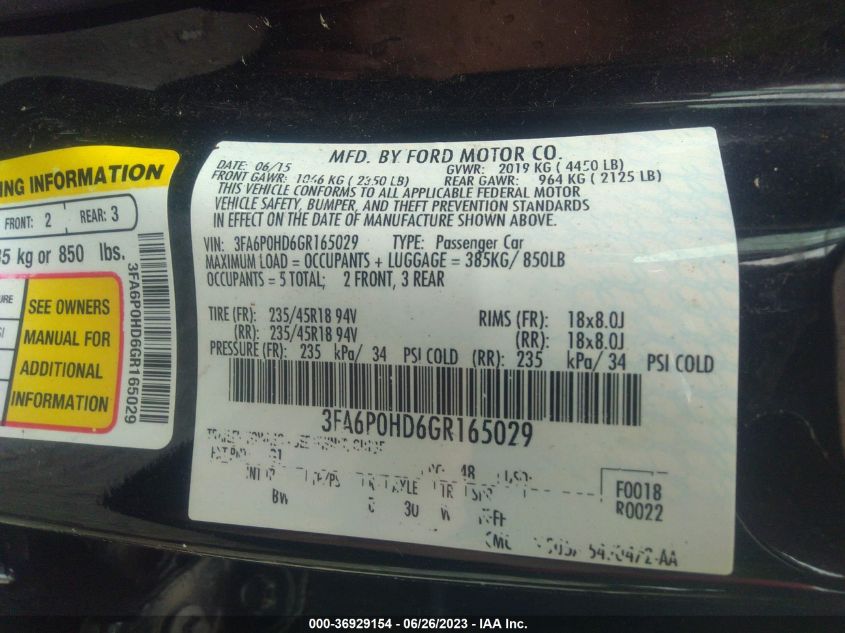 MFD. BY FORD MOTOR CO.
DATE: 06/15 GVWR: 2019 KG ( 4450 LB)
FRONT GAWR: 1066 KG ( 2350 LB) REAR GAWR: 964 KG ( 2125 LB)
THIS VEHICLE CONFORMS TO ALL APPLICABLE FEDERAL MOTOR
VEHICLE SAFETY, BUMPER, AND THEFT PREVENTION STANDARDS
IN EFFECT ON THE DATE OF MANUFACTURE SHOWN ABOVE.
VIN: 3FA6P0HD6GR165029 TYPE: Passenger Car
MAXIMUM LOAD = OCCUPANTS + LUGGAGE = 385KG/ 850LB
OCCUPANTS = 5 TOTAL; 2 FRONT, 3 REAR
TIRE (FR): 235/45R18 94V RIMS (FR): 18x8.0J
(RR): 235/45R18 94V (RR): 18x8.0J
PRESSURE (FR): 235 kPa/ 34 PSI COLD (RR): 235 kPa/ 34 PSI COLD
3FA6P0HD6GR165029
48
BW 30
F0018
R0022
ING INFORMATION
FRONT: 2 REAR: 3
kg or 850 lbs.
SEE OWNERS
MANUAL FOR
ADDITIONAL
INFORMATION
3FA6P0HD6GR165029
000-36929154 - 06/26/2023 - IAA Inc.